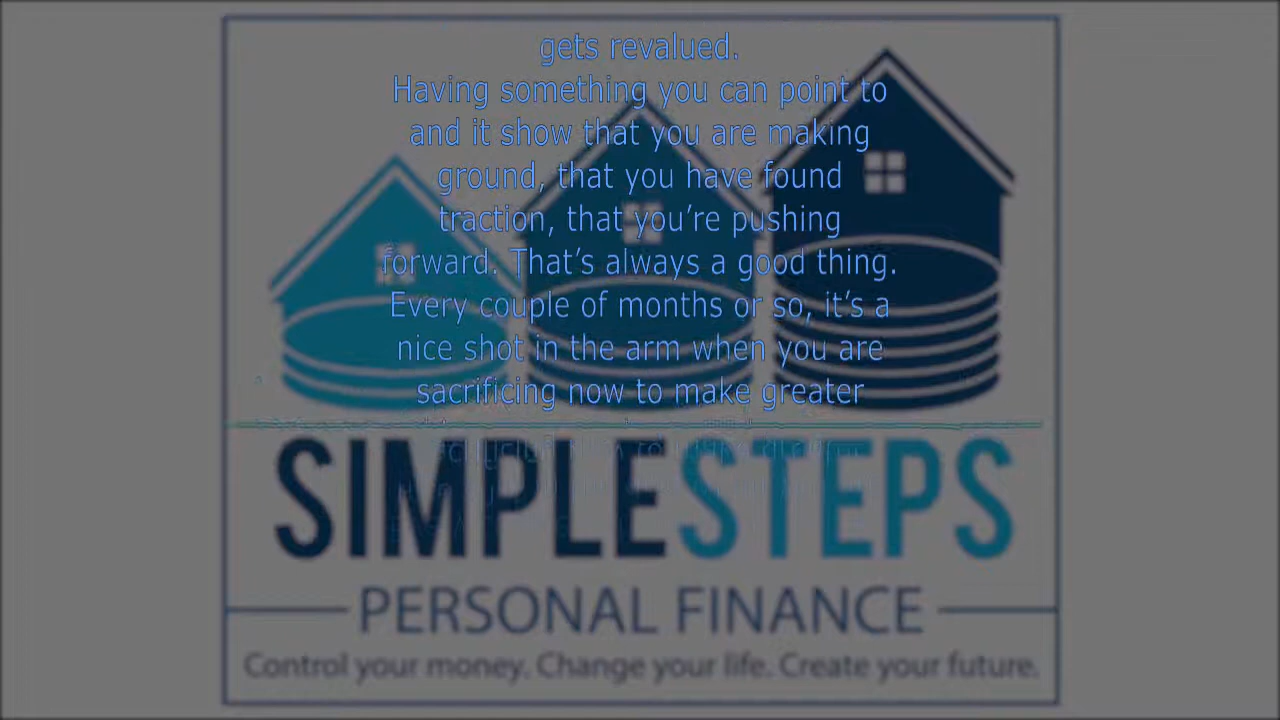 gets revalued.
Having something you can point to
and it show that you are making
ground, that you have found
traction, that you’re pushing
forward. That’s always a good thing.
Every couple of months or so, it’s a
nice shot in the arm when you are
sacrificing now to make greater
SIMPLESTEPS
PERSONAL FINANCE
Control your money. Change your life. Create your future.